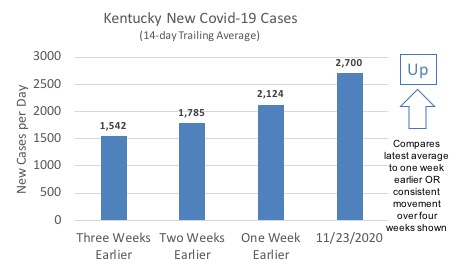 Kentucky New Covid-19 Cases
(14-day Trailing Average)
New Cases per Day
3000
2500
2000
1500
1000
500
0
1,542
1,785
2,124
2,700
Three Weeks
Earlier
Two Weeks
Earlier
One Week
Earlier
11/23/2020
Up
Compares
latest average
to one week
earlier OR
consistent
movement
over four
weeks shown